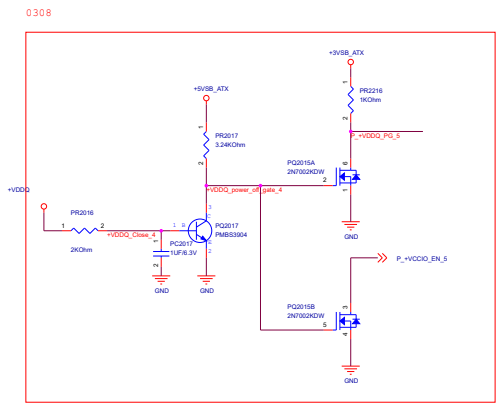 0308
+3VSB_ATX
+5VSB_ATX
1
PR2216
1KOhm
2
P_+VDDQ_PG_5
1
PR2017
3.24KOhm
2
PQ2015A
2N7002KDW
6
2
1
+VDDQ_power_off_gate_4
+VDDQ
PR2016
1
2
2KOhm
+VDDQ_Close_4
3
C
1
B
PQ2017
PMBS3904
E
2
1
PC2017
1UF/6.3V
2
GND
GND
GND
P_+VCCIO_EN_5
PQ2015B
2N7002KDW
3
5
4
GND